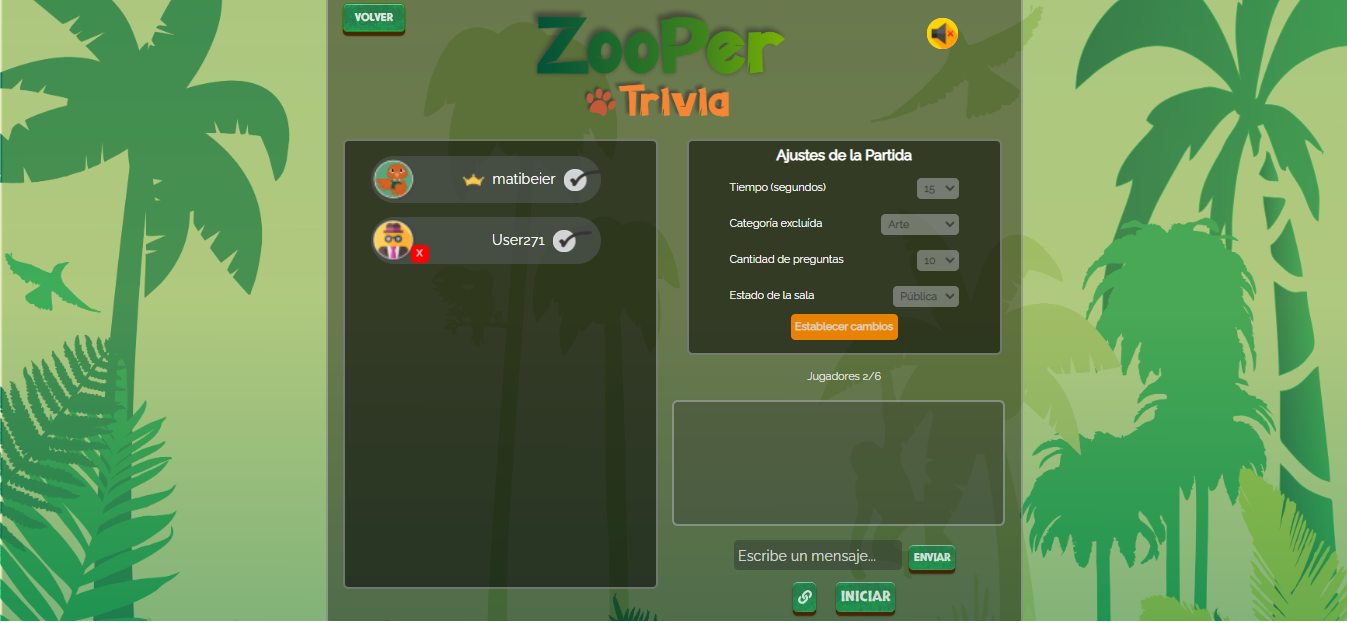 VOLVER
ZooPer
Trivia
matibeier
User271
X
Ajustes de la Partida
Tiempo (segundos)
15
Categoría excluída
Arte
Cantidad de preguntas
10
Estado de la sala
Pública
Establecer cambios
Jugadores 2/6
Escribe un mensaje...
ENVIAR
INICIAR